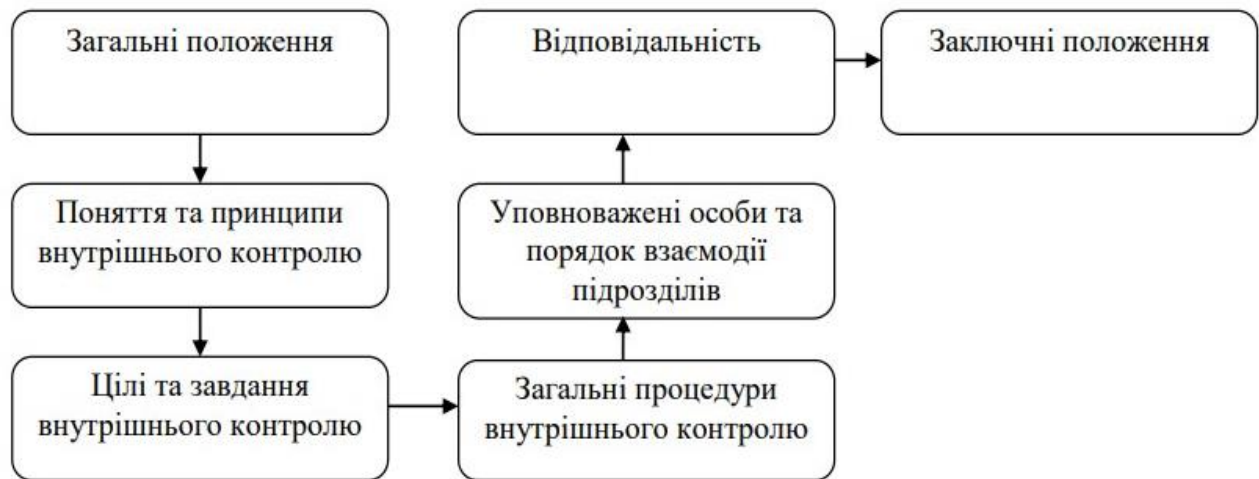 Загальні положення
Поняття та принципи
внутрішнього контролю
Цілі та завдання
внутрішнього контролю
Загальні процедури
внутрішнього контролю
Уповноважені особи та
порядок взаємодії
підрозділів
Відповідальність
Заключні положення